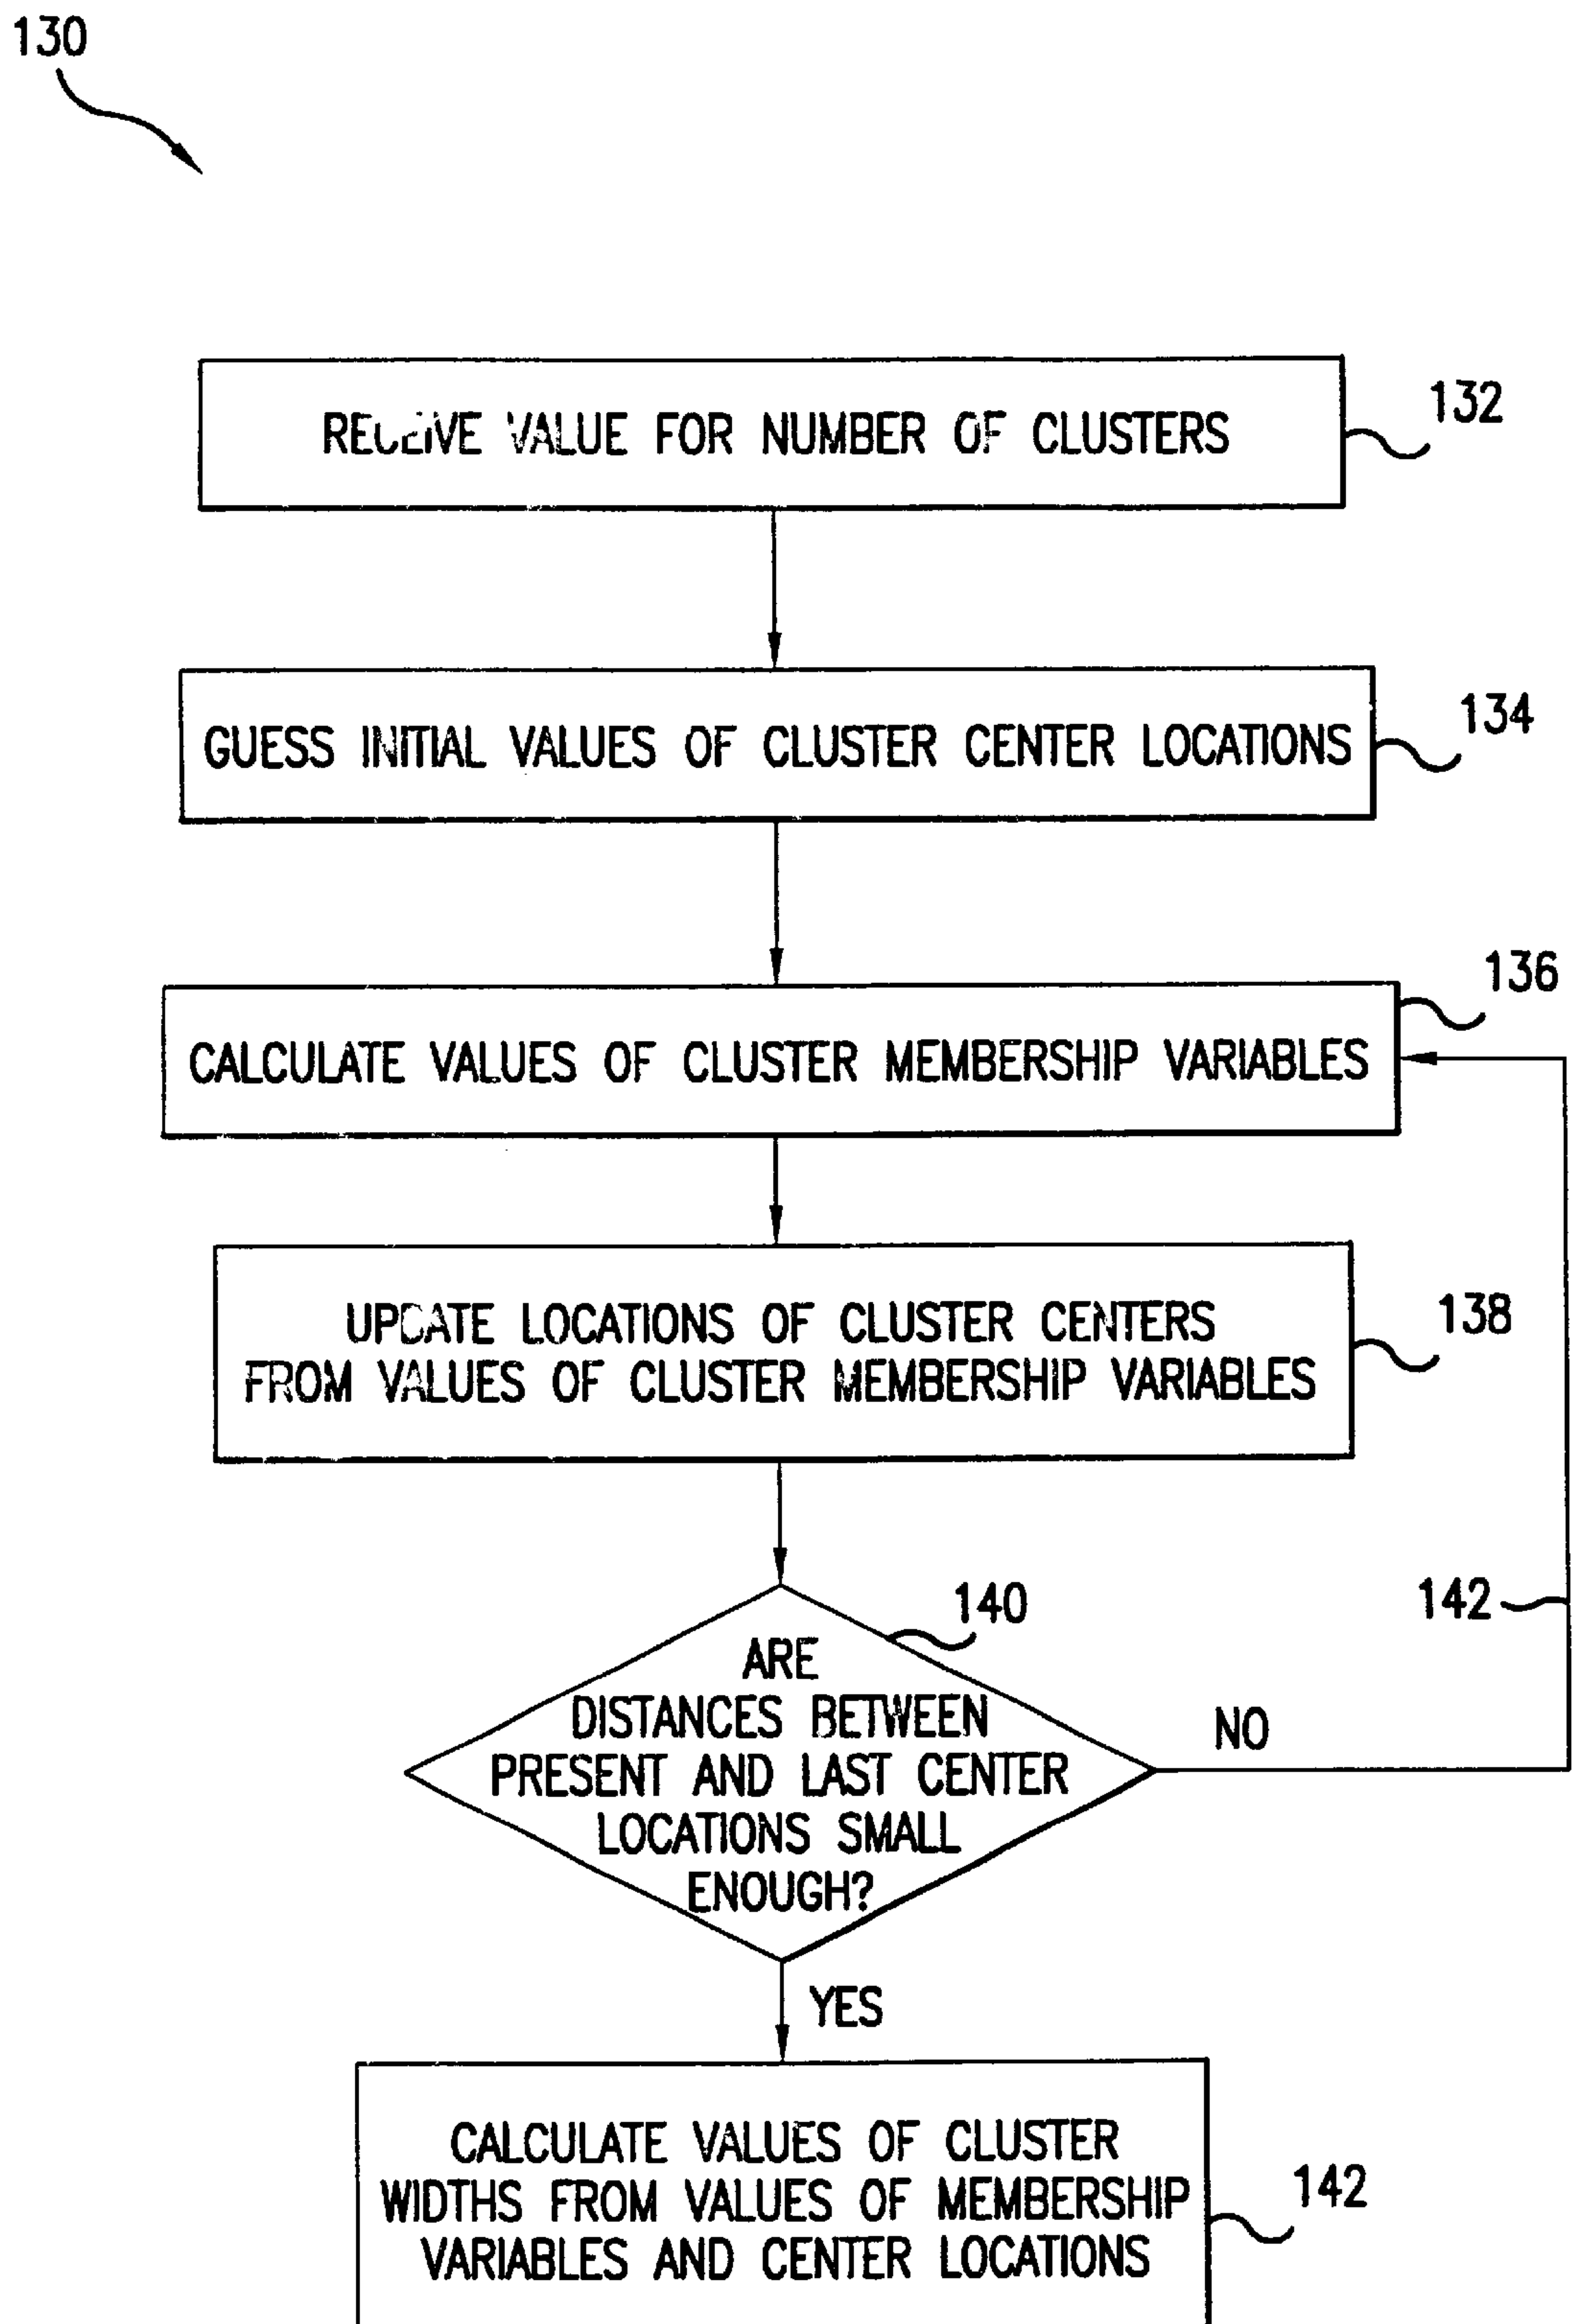 130
RECEIVE VALUE FOR NUMBER OF CLUSTERS
132
GUESS INITIAL VALUES OF CLUSTER CENTER LOCATIONS
134
CALCULATE VALUES OF CLUSTER MEMBERSHIP VARIABLES
136
UPDATE LOCATIONS OF CLUSTER CENTERS
FROM VALUES OF CLUSTER MEMBERSHIP VARIABLES
138
140
ARE
DISTANCES BETWEEN
PRESENT AND LAST CENTER
LOCATIONS SMALL
ENOUGH?
NO
142
YES
CALCULATE VALUES OF CLUSTER
WIDTHS FROM VALUES OF MEMBERSHIP
VARIABLES AND CENTER LOCATIONS
142